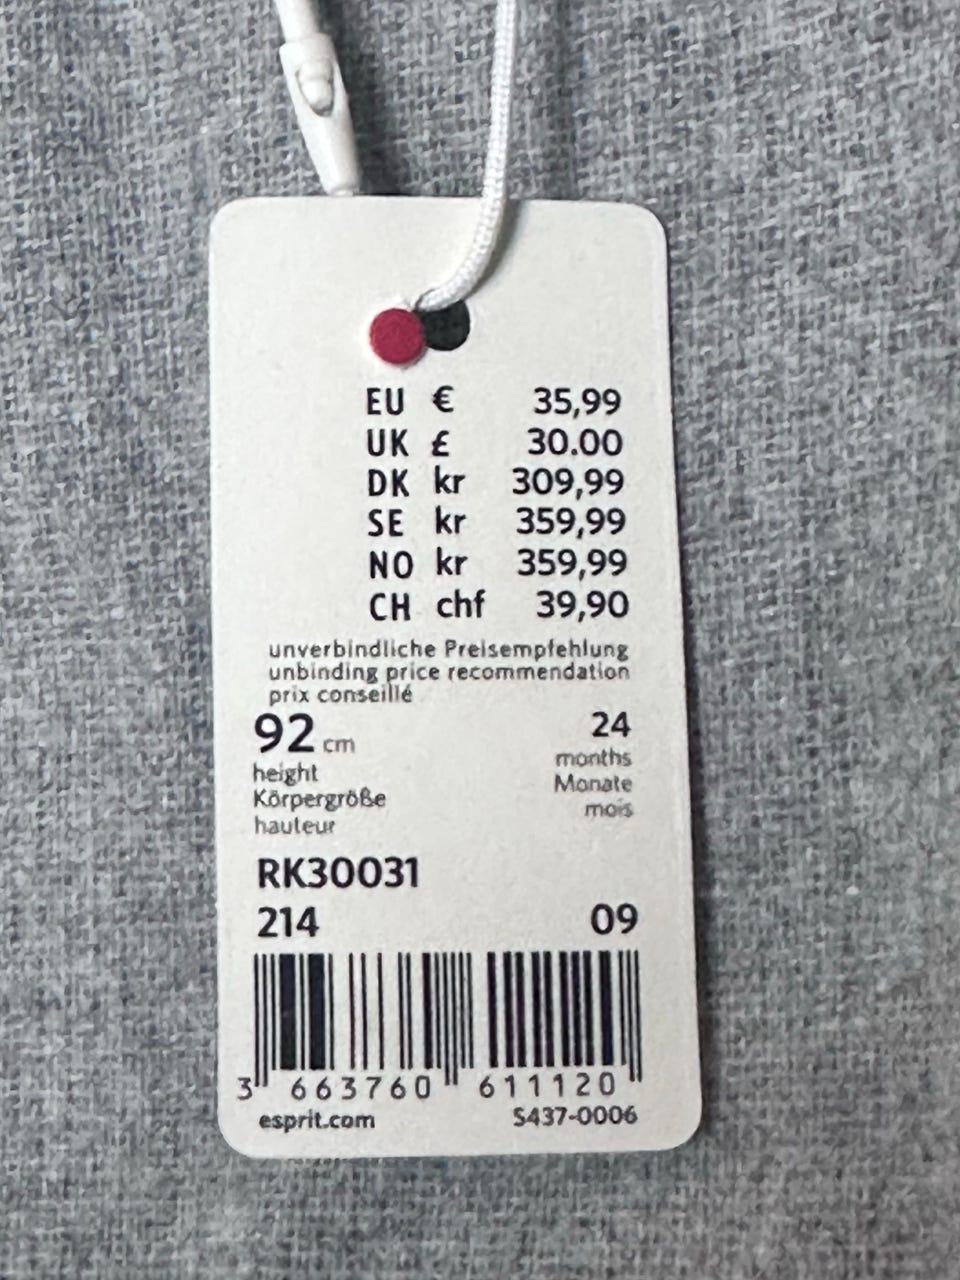 EU € 35,99
UK £ 30.00
DK kr 309,99
SE kr 359,99
NO kr 359,99
CH chf 39,90
unverbindliche Preisempfehlung
unbinding price recommendation
prix conseillé
92 cm 24
height months
Körpergröße Monate
hauteur mois
RK30031
214 09
3 663760 611120
esprit.com S437-0006